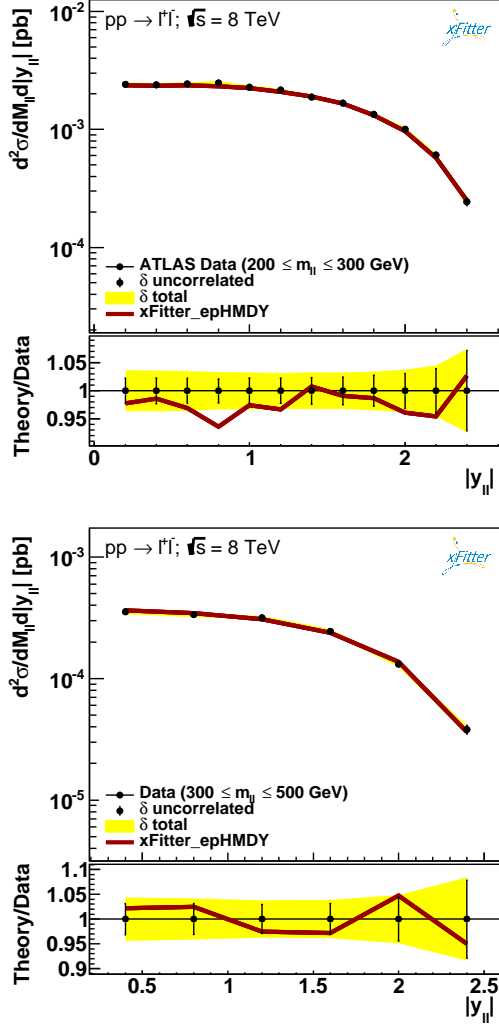 pp → l⁺l⁻; √s = 8 TeV
xFitter
d²σ/dM_ll d|y_ll| [pb]
10⁻²
10⁻³
10⁻⁴
ATLAS Data (200 ≤ m_ll ≤ 300 GeV)
δ uncorrelated
δ total
xFitter_epHMDY
Theory/Data
1.05
1
0.95
0 1 2
|y_ll|
pp → l⁺l⁻; √s = 8 TeV
xFitter
d²σ/dM_ll d|y_ll| [pb]
10⁻³
10⁻⁴
10⁻⁵
Data (300 ≤ m_ll ≤ 500 GeV)
δ uncorrelated
δ total
xFitter_epHMDY
Theory/Data
1.1
1.05
1
0.95
0.9
0.5 1 1.5 2 2.5
|y_ll|